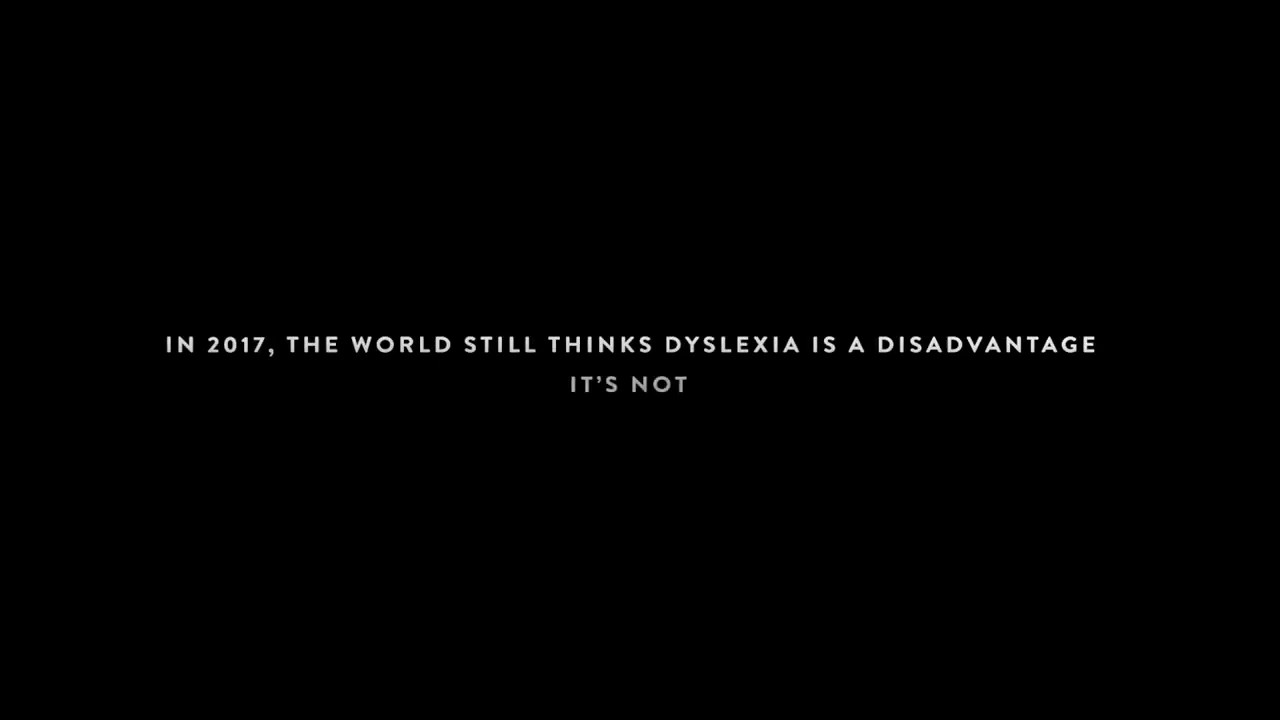 IN 2017, THE WORLD STILL THINKS DYSLEXIA IS A DISADVANTAGE
IT’S NOT